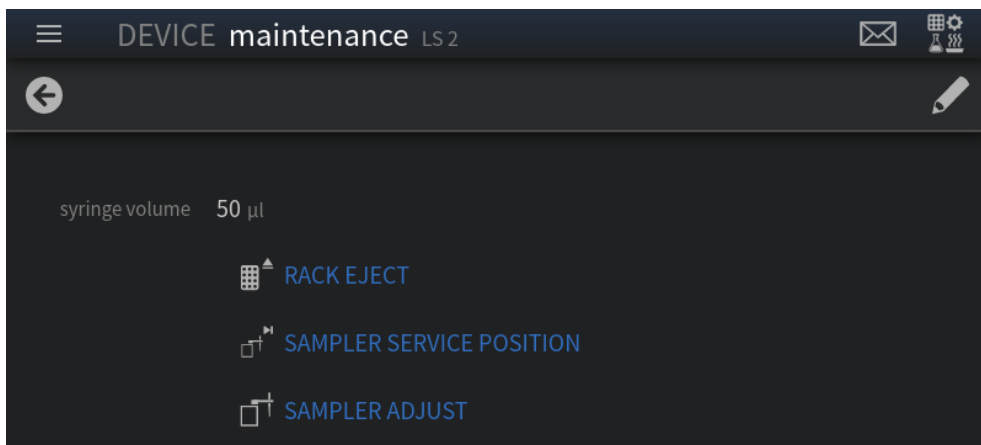 DEVICE maintenance LS 2
syringe volume 50 µl
RACK EJECT
SAMPLER SERVICE POSITION
SAMPLER ADJUST